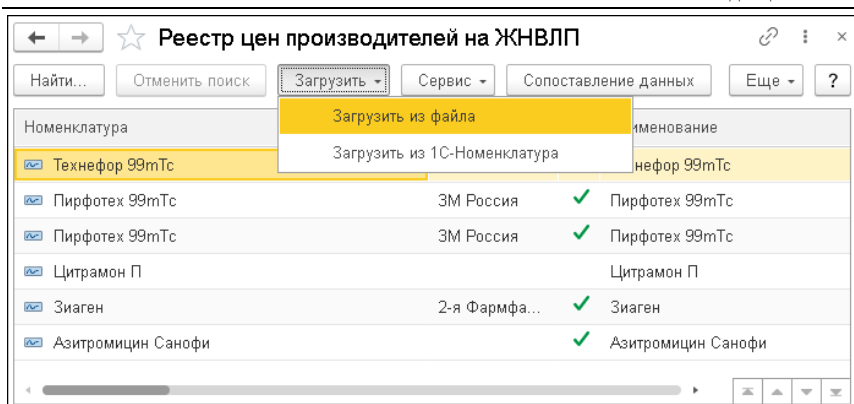 Реестр цен производителей на ЖНВЛП
Найти... Отменить поиск Загрузить Сервис Сопоставление данных Еще ?
Номенклатура именование
Загрузить из файла
Загрузить из 1С-Номенклатура
Технефор 99mTc нефор 99mTc
Пирфотех 99mTc 3М Россия Пирфотех 99mTc
Пирфотех 99mTc 3М Россия Пирфотех 99mTc
Цитрамон П Цитрамон П
Зиаген 2-я Фармфа... Зиаген
Азитромицин Санофи Азитромицин Санофи